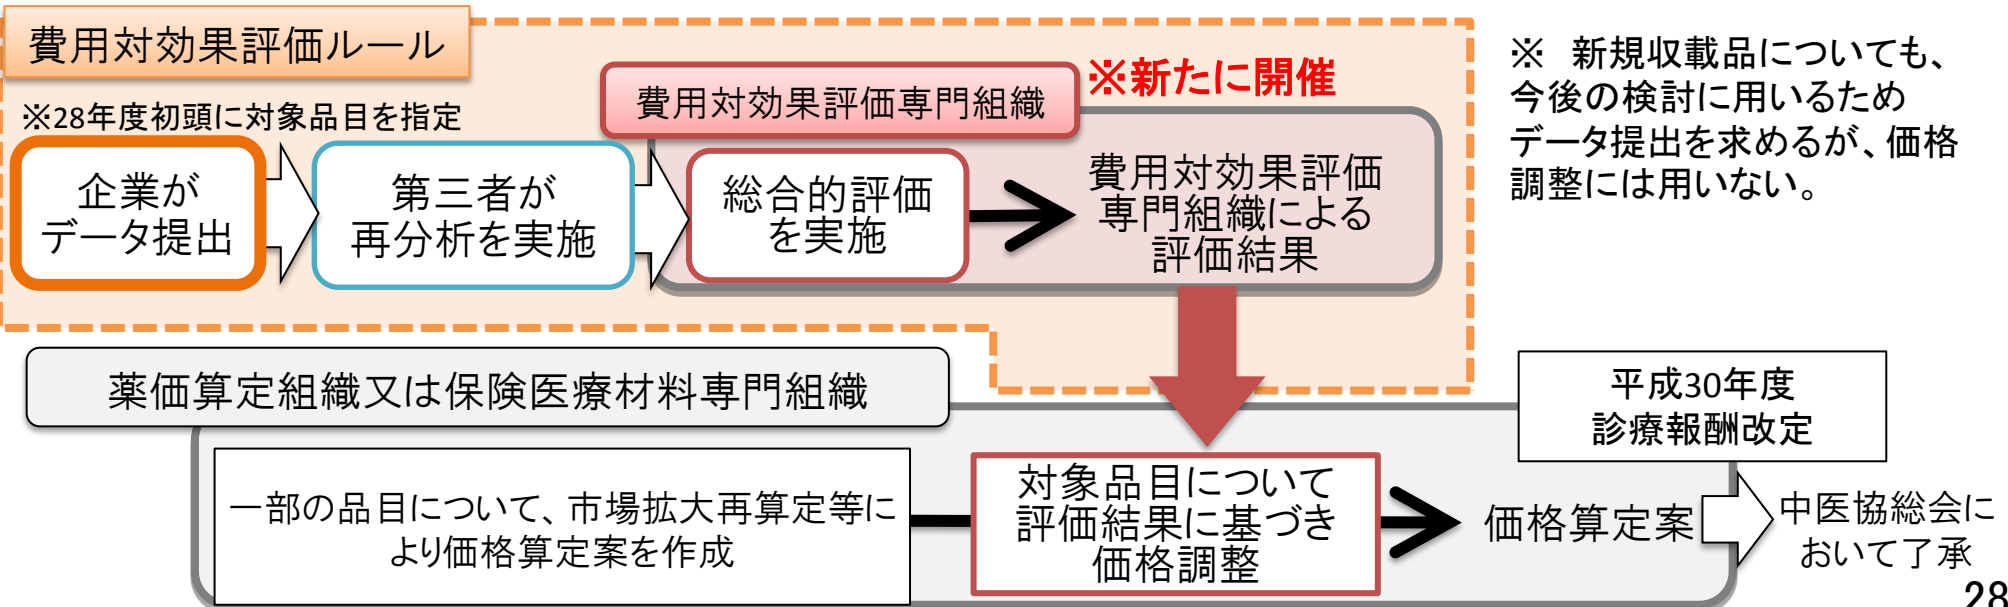 費用対効果評価ルール
※28年度初頭に対象品目を指定
企業が
データ提出
第三者が
再分析を実施
費用対効果評価専門組織
※新たに開催
総合的評価
を実施
費用対効果評価
専門組織による
評価結果
※　新規収載品についても、
今後の検討に用いるため
データ提出を求めるが、価格
調整には用いない。
薬価算定組織又は保険医療材料専門組織
一部の品目について、市場拡大再算定等に
より価格算定案を作成
対象品目について
評価結果に基づき
価格調整
価格算定案
平成30年度
診療報酬改定
中医協総会に
おいて了承
28